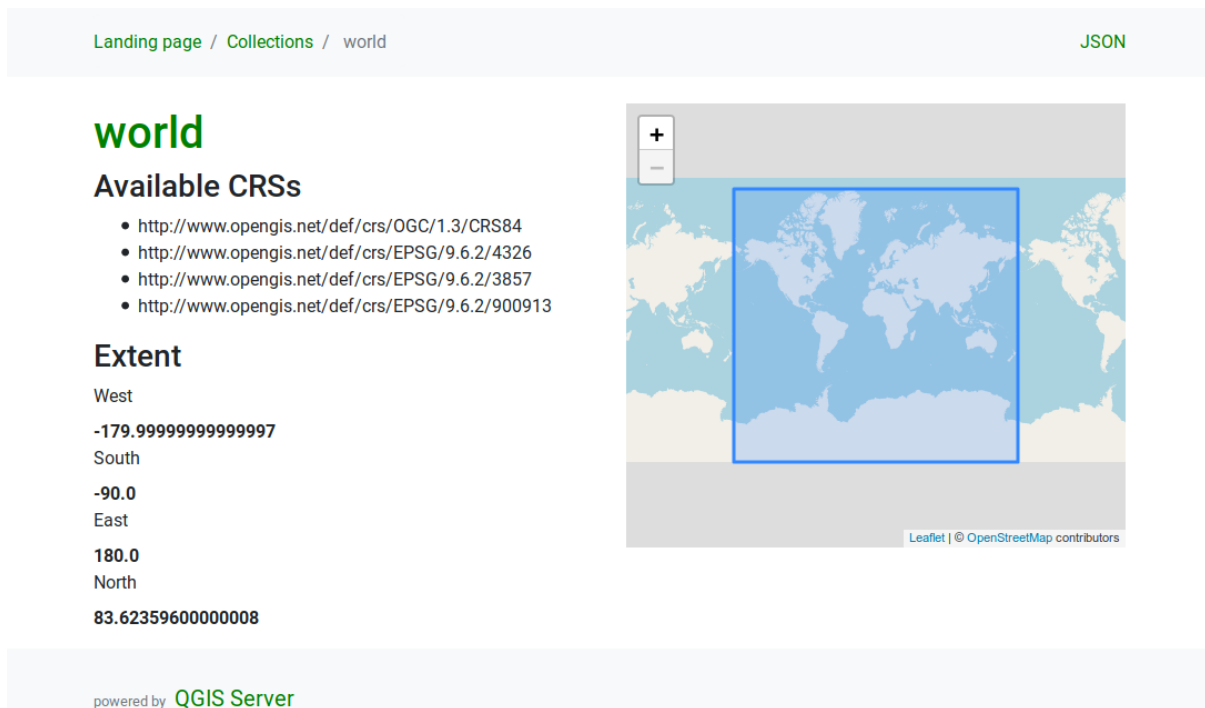 Landing page / Collections / world
JSON
world
Available CRSs
http://www.opengis.net/def/crs/OGC/1.3/CRS84
http://www.opengis.net/def/crs/EPSG/9.6.2/4326
http://www.opengis.net/def/crs/EPSG/9.6.2/3857
http://www.opengis.net/def/crs/EPSG/9.6.2/900913
Extent
West
-179.99999999999997
South
-90.0
East
180.0
North
83.62359600000008
+
−
Leaflet | © OpenStreetMap contributors
powered by QGIS Server